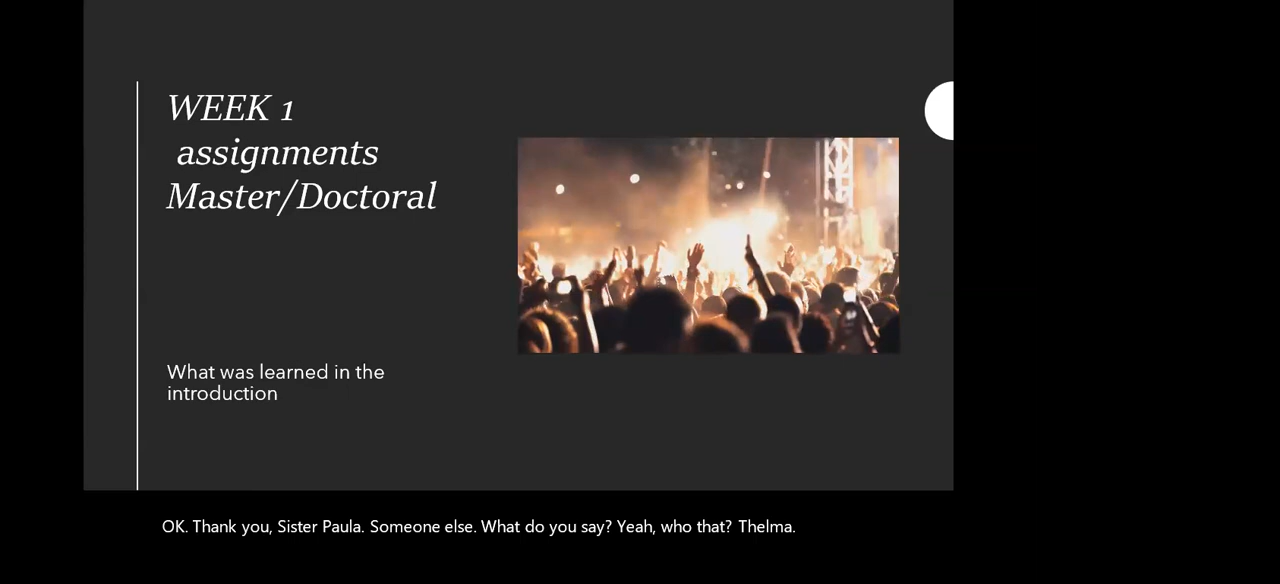 WEEK 1
assignments
Master/Doctoral
What was learned in the
introduction
OK. Thank you, Sister Paula. Someone else. What do you say? Yeah, who that? Thelma.